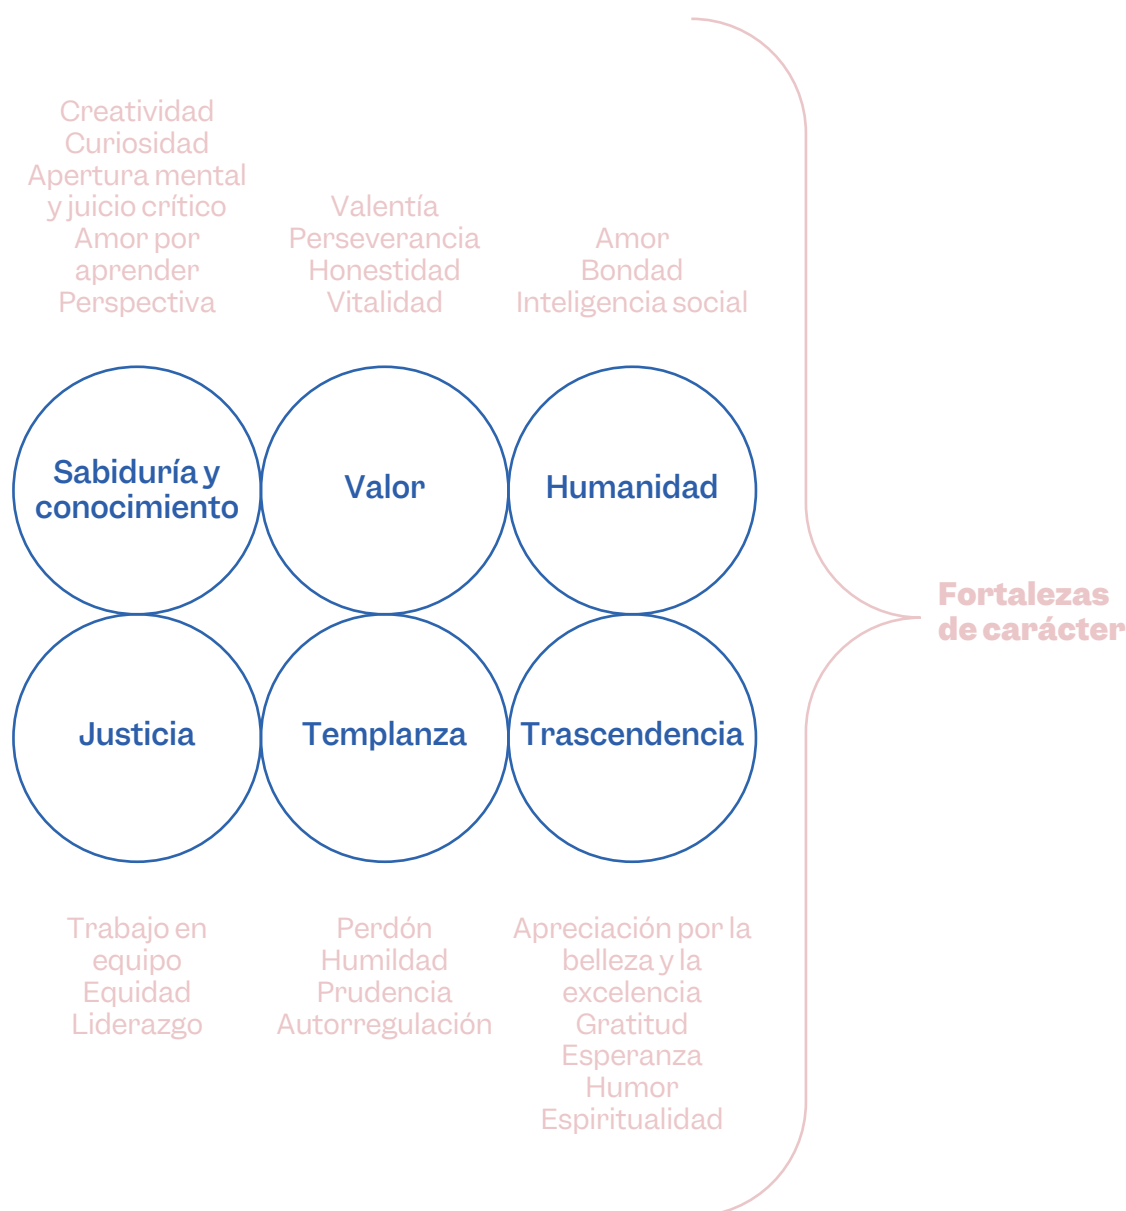 Creatividad
Curiosidad
Apertura mental
y juicio crítico
Amor por
aprender
Perspectiva
Valentía
Perseverancia
Honestidad
Vitalidad
Amor
Bondad
Inteligencia social
Sabiduría y
conocimiento
Valor
Humanidad
Fortalezas
de carácter
Justicia
Templanza
Trascendencia
Trabajo en
equipo
Equidad
Liderazgo
Perdón
Humildad
Prudencia
Autorregulación
Apreciación por la
belleza y la
excelencia
Gratitud
Esperanza
Humor
Espiritualidad